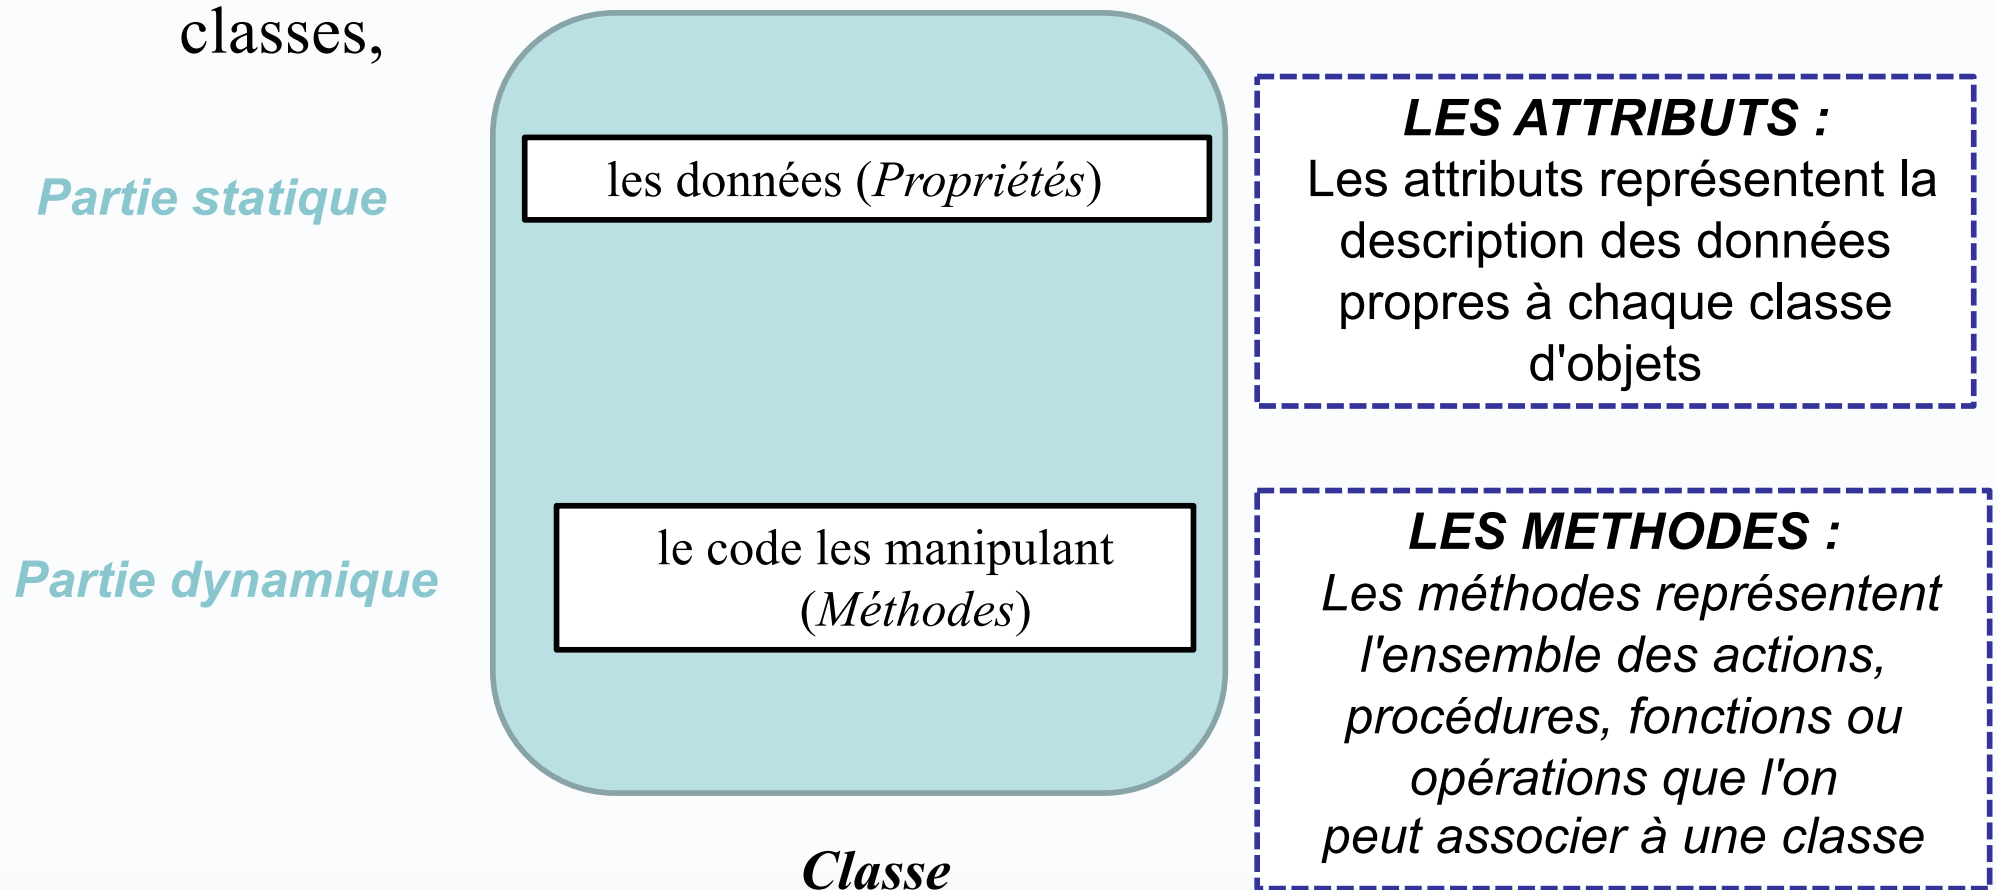 classes,
Partie statique
les données (Propriétés)
LES ATTRIBUTS :
Les attributs représentent la
description des données
propres à chaque classe
d'objets
Partie dynamique
le code les manipulant
(Méthodes)
LES METHODES :
Les méthodes représentent
l'ensemble des actions,
procédures, fonctions ou
opérations que l'on
peut associer à une classe
Classe